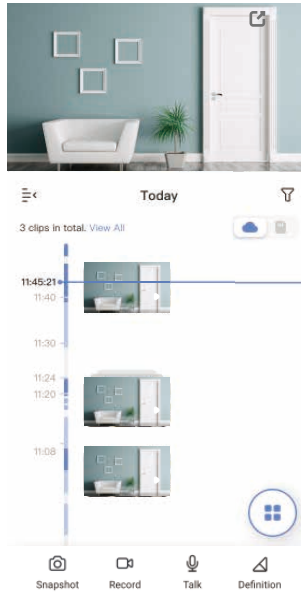 Today
3 clips in total. View All
11:45:21
11:40
11:30
11:24
11:20
11:08
Snapshot Record Talk Definition